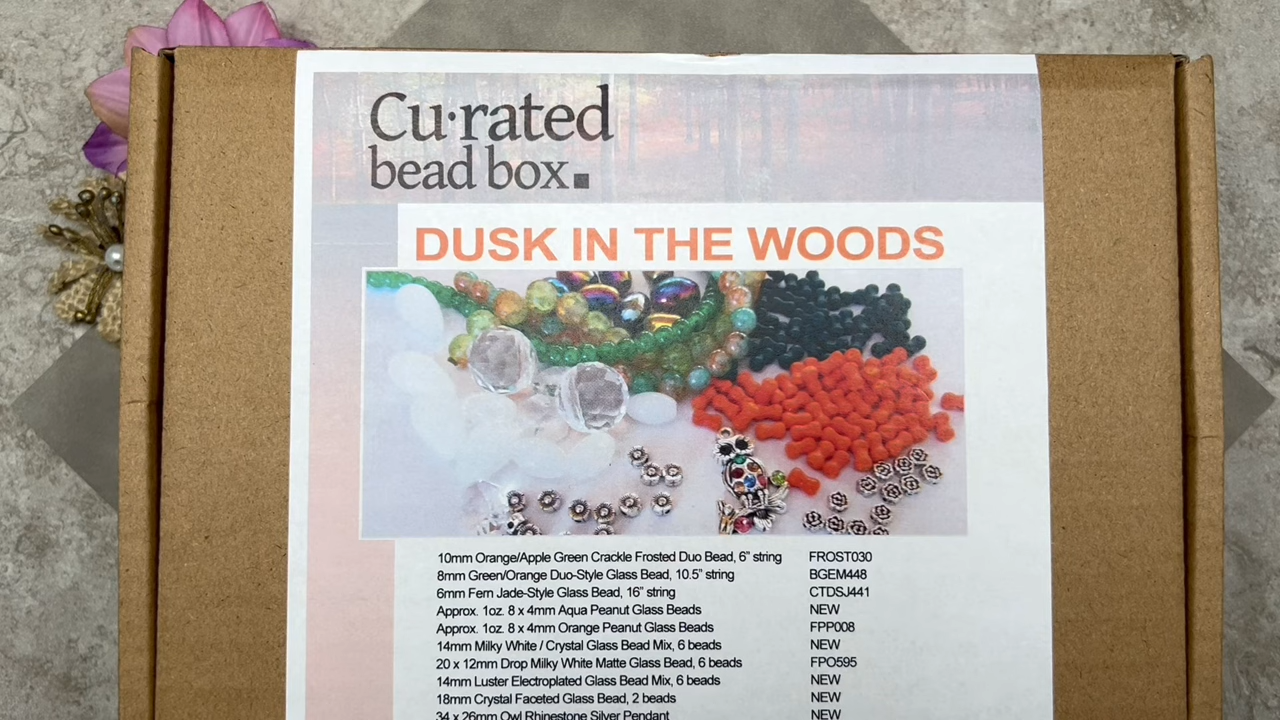 Cu·rated
bead box.
DUSK IN THE WOODS
10mm Orange/Apple Green Crackle Frosted Duo Bead, 6” string FROST030
8mm Green/Orange Duo-Style Glass Bead, 10.5” string BGEM448
6mm Fern Jade-Style Glass Bead, 16” string CTDSJ441
Approx. 1oz. 8 x 4mm Aqua Peanut Glass Beads NEW
Approx. 1oz. 8 x 4mm Orange Peanut Glass Beads FPP008
14mm Milky White / Crystal Glass Bead Mix, 6 beads NEW
20 x 12mm Drop Milky White Matte Glass Bead, 6 beads FPO595
14mm Luster Electroplated Glass Bead Mix, 6 beads NEW
18mm Crystal Faceted Glass Bead, 2 beads NEW
34 x 26mm Owl Rhinestone Silver Pendant NEW